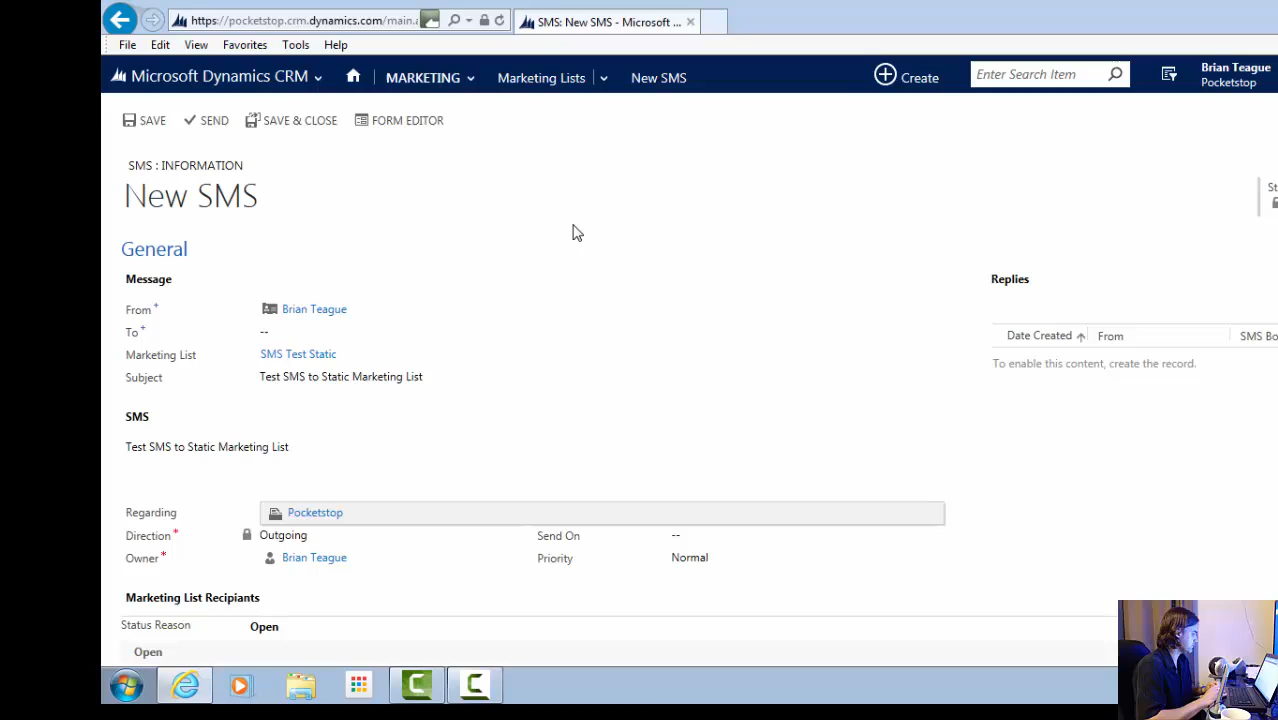 https://pocketstop.crm.dynamics.com/main.a
SMS: New SMS - Microsoft ...
File Edit View Favorites Tools Help
Microsoft Dynamics CRM MARKETING Marketing Lists New SMS Create Enter Search Item Brian Teague
Pocketstop
SAVE SEND SAVE & CLOSE FORM EDITOR
SMS : INFORMATION
New SMS
St
General
Message Replies
From+ Brian Teague
To+ --
Date Created From SMS Bo
Marketing List SMS Test Static
To enable this content, create the record.
Subject Test SMS to Static Marketing List
SMS
Test SMS to Static Marketing List
Regarding Pocketstop
Direction* Outgoing Send On --
Owner* Brian Teague Priority Normal
Marketing List Recipiants
Status Reason Open
Open